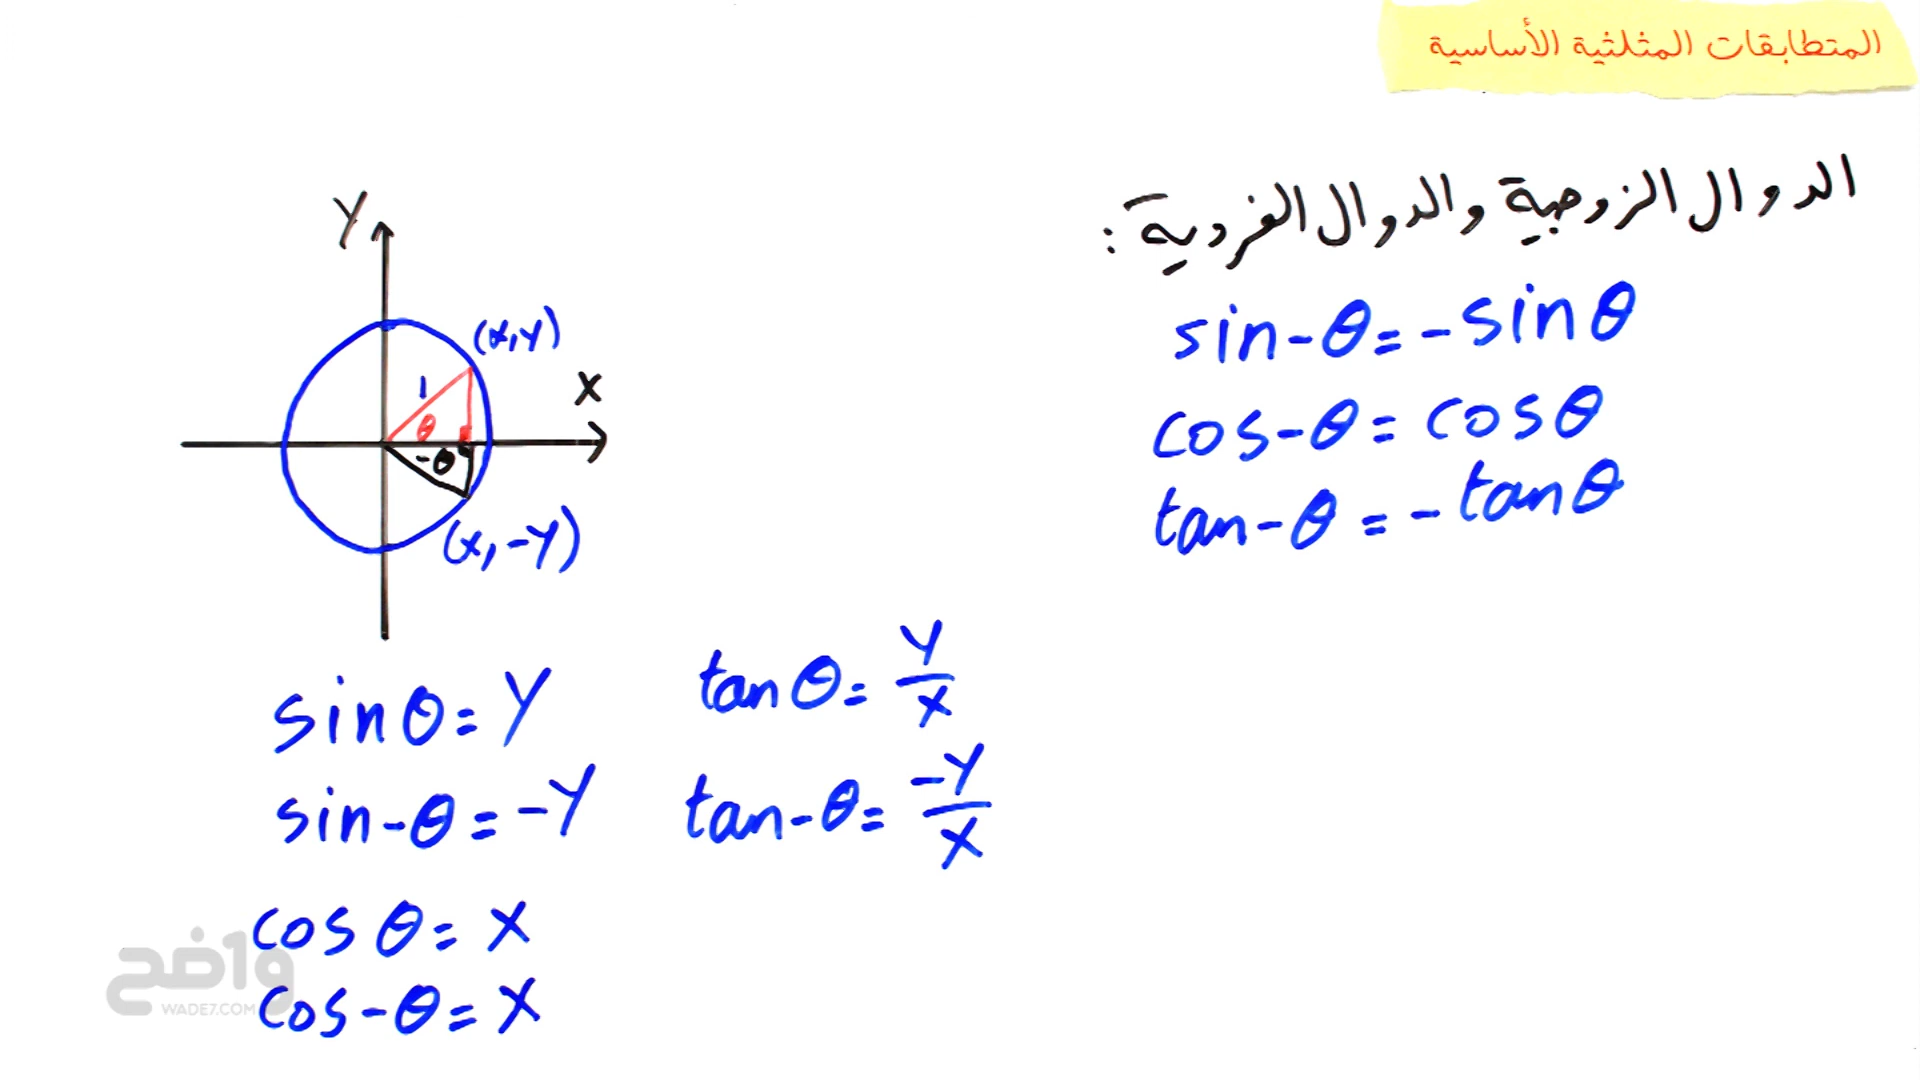 المتطابقات المثلثية الأساسية
الدوال الزوجية والدوال الفردية:
sin-θ=-sinθ
cos-θ=cosθ
tan-θ=-tanθ
Y
(x,y)
X
1
θ
-θ
(x,-y)
sinθ=Y
sin-θ=-Y
cosθ=X
cos-θ=X
tanθ=Y/X
tan-θ=-Y/X
واضح
WADE7.COM